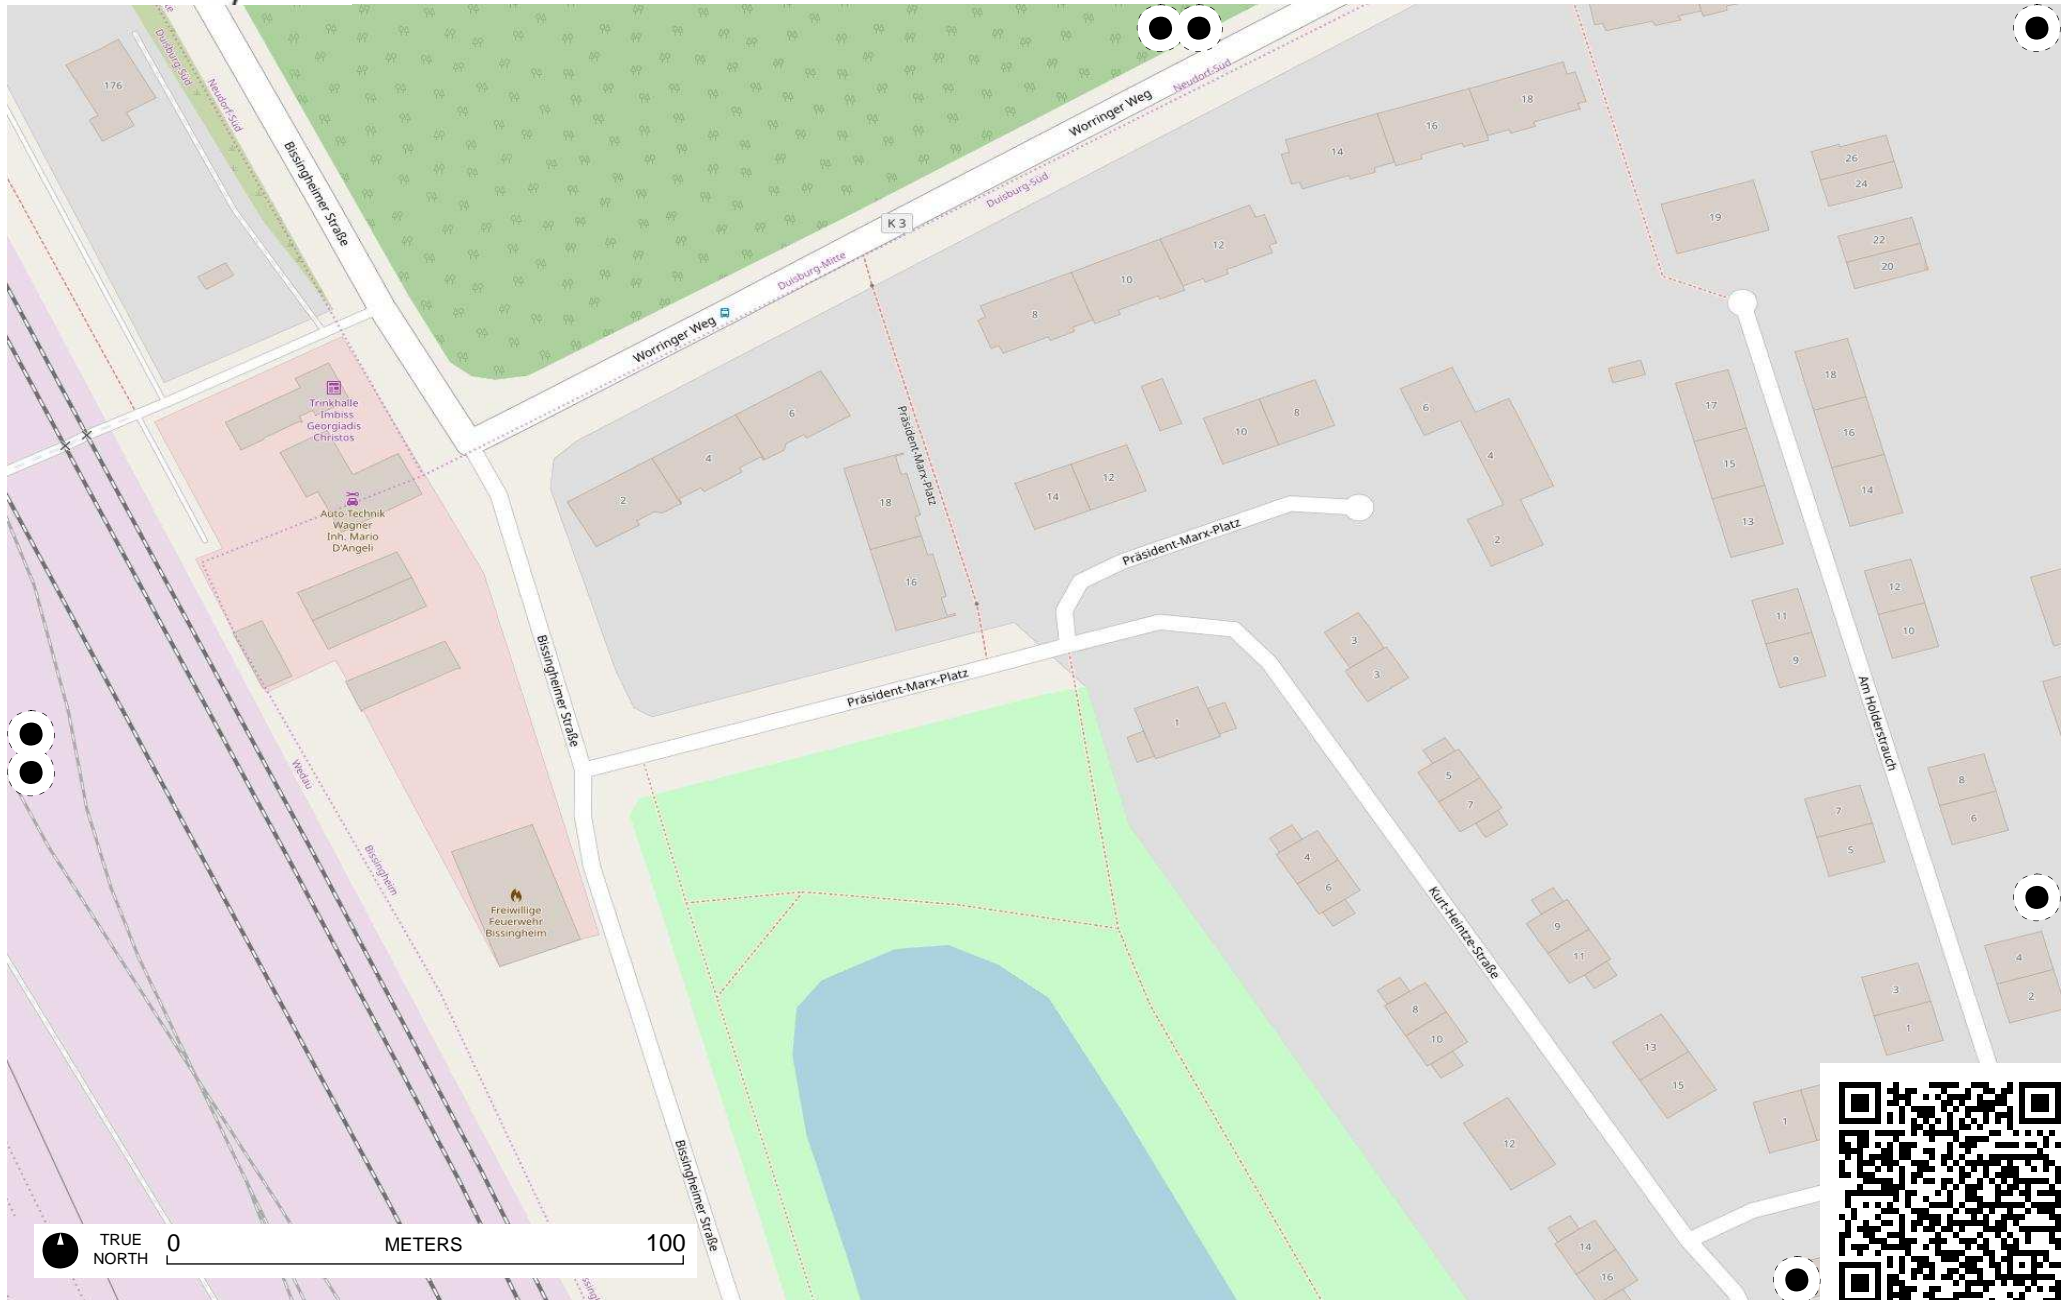 Duisburg-Süd
Neudorf-Süd
176
Bissingheimer Straße
Worringer Weg
Neudorf-Süd
Duisburg-Süd
K 3
Duisburg-Mitte
Worringer Weg
18
16
14
12
10
8
26
24
22
20
19
Trinkhalle
Imbiss
Georgiadis
Christos
Auto Technik
Wagner
Inh. Mario
D'Angeli
6
4
2
18
16
Präsident-Marx-Platz
14
12
10
8
6
4
2
Präsident-Marx-Platz
17
15
13
18
16
14
12
10
11
9
Am Holderstrauch
Bissingheimer Straße
Präsident-Marx-Platz
3
3
1
5
7
4
6
Wedau
Bissingheim
Freiwillige
Feuerwehr
Bissingheim
Kurt-Heintze-Straße
9
11
8
10
13
15
12
14
16
7
5
8
6
3
1
4
2
1
Bissingheimer Straße
TRUE
NORTH
0 METERS 100